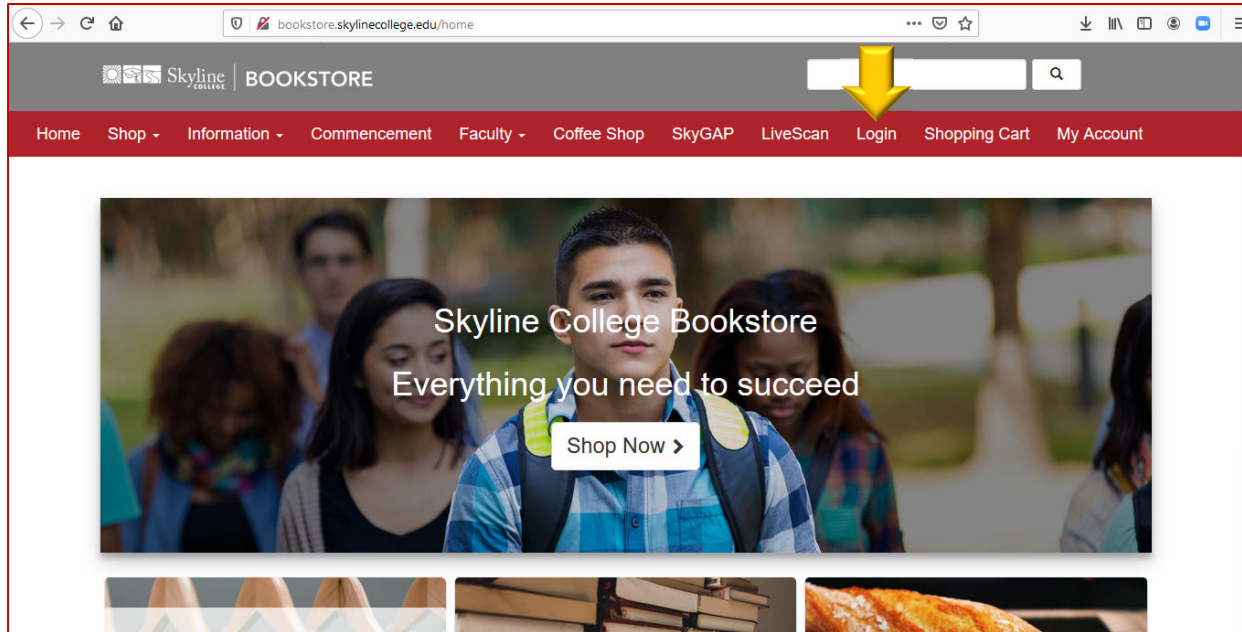 bookstore.skylinecollege.edu/home
Skyline COLLEGE BOOKSTORE
Home Shop Information Commencement Faculty Coffee Shop SkyGAP LiveScan Login Shopping Cart My Account
Skyline College Bookstore
Everything you need to succeed
Shop Now